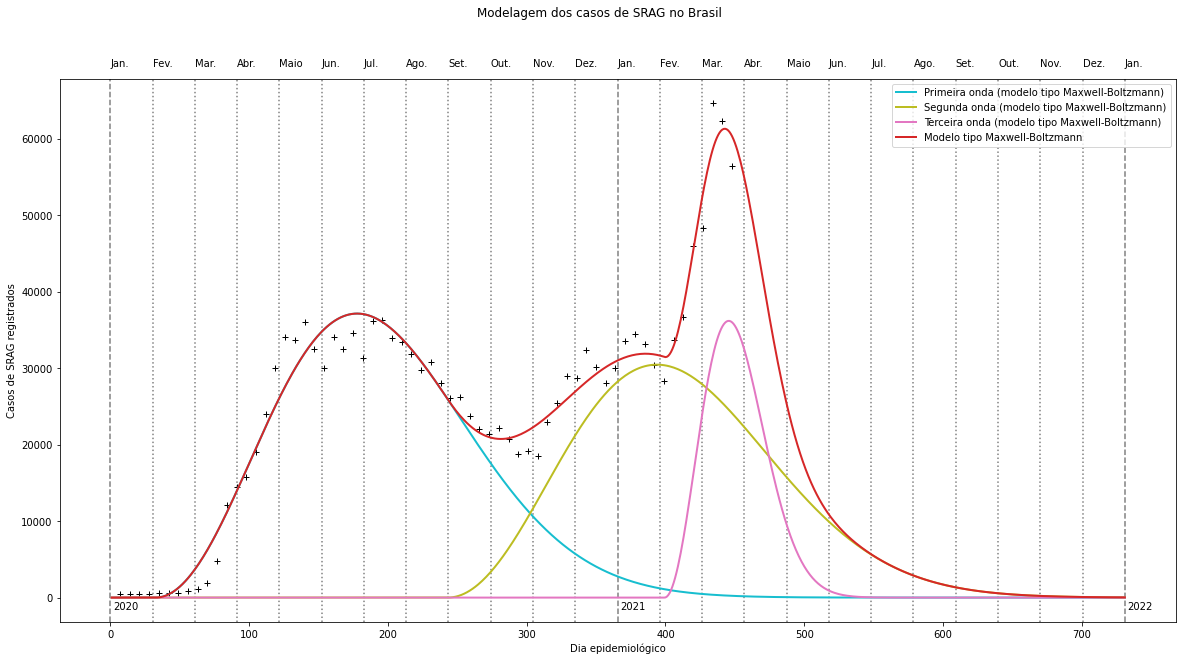 Modelagem dos casos de SRAG no Brasil
Jan. Fev. Mar. Abr. Maio Jun. Jul. Ago. Set. Out. Nov. Dez. Jan. Fev. Mar. Abr. Maio Jun. Jul. Ago. Set. Out. Nov. Dez. Jan.
Primeira onda (modelo tipo Maxwell-Boltzmann)
Segunda onda (modelo tipo Maxwell-Boltzmann)
Terceira onda (modelo tipo Maxwell-Boltzmann)
Modelo tipo Maxwell-Boltzmann
60000
50000
40000
30000
20000
10000
0
Casos de SRAG registrados
2020 2021 2022
0 100 200 300 400 500 600 700
Dia epidemiológico